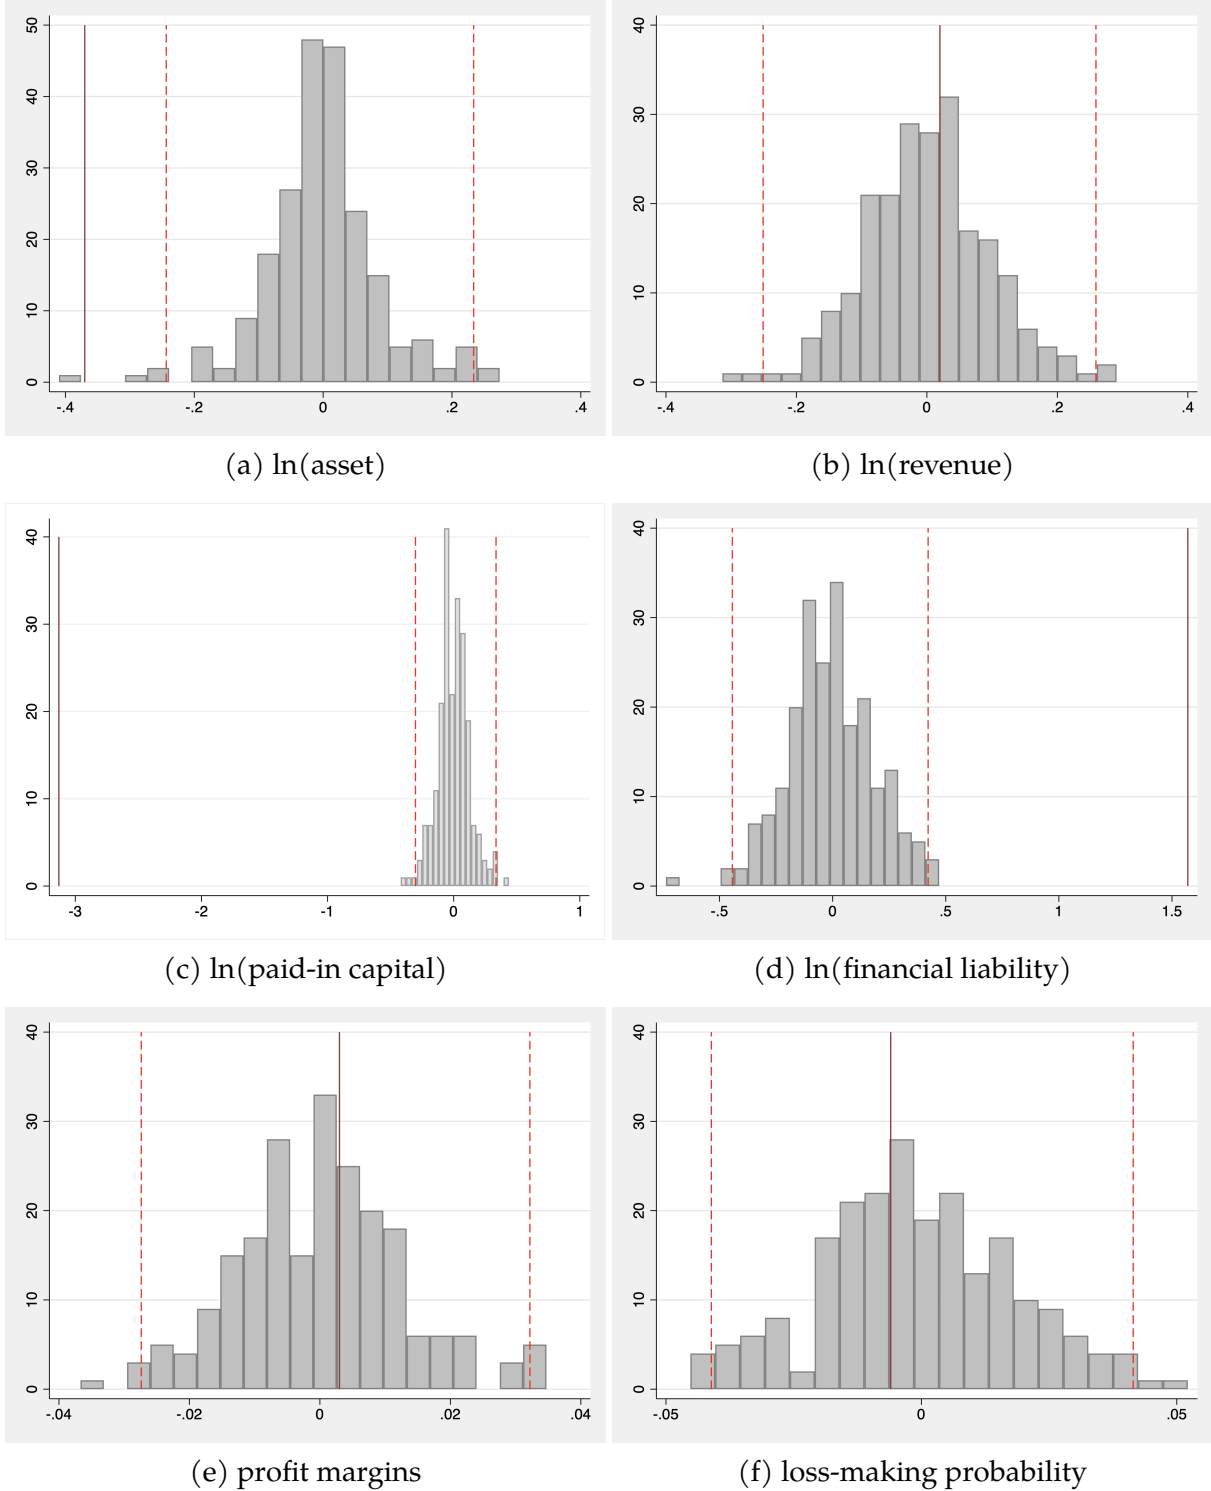 50
40
30
20
10
0
-.4 -.2 0 .2 .4
(a) ln(asset)
40
30
20
10
0
-.4 -.2 0 .2 .4
(b) ln(revenue)
40
30
20
10
0
-3 -2 -1 0 1
(c) ln(paid-in capital)
40
30
20
10
0
-.5 0 .5 1 1.5
(d) ln(financial liability)
40
30
20
10
0
-.04 -.02 0 .02 .04
(e) profit margins
40
30
20
10
0
-.05 0 .05
(f) loss-making probability